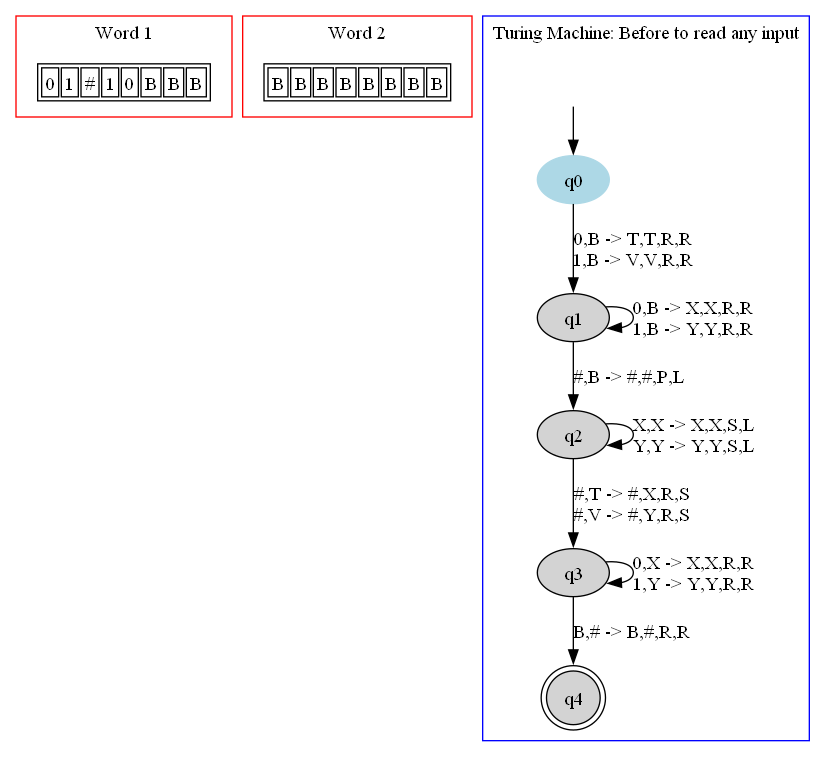 Word 1
0 1 # 1 0 B B B
Word 2
B B B B B B B B
Turing Machine: Before to read any input
q0
0,B -> T,T,R,R
1,B -> V,V,R,R
q1
0,B -> X,X,R,R
1,B -> Y,Y,R,R
#,B -> #,#,P,L
q2
X,X -> X,X,S,L
Y,Y -> Y,Y,S,L
#,T -> #,X,R,S
#,V -> #,Y,R,S
q3
0,X -> X,X,R,R
1,Y -> Y,Y,R,R
B,# -> B,#,R,R
q4